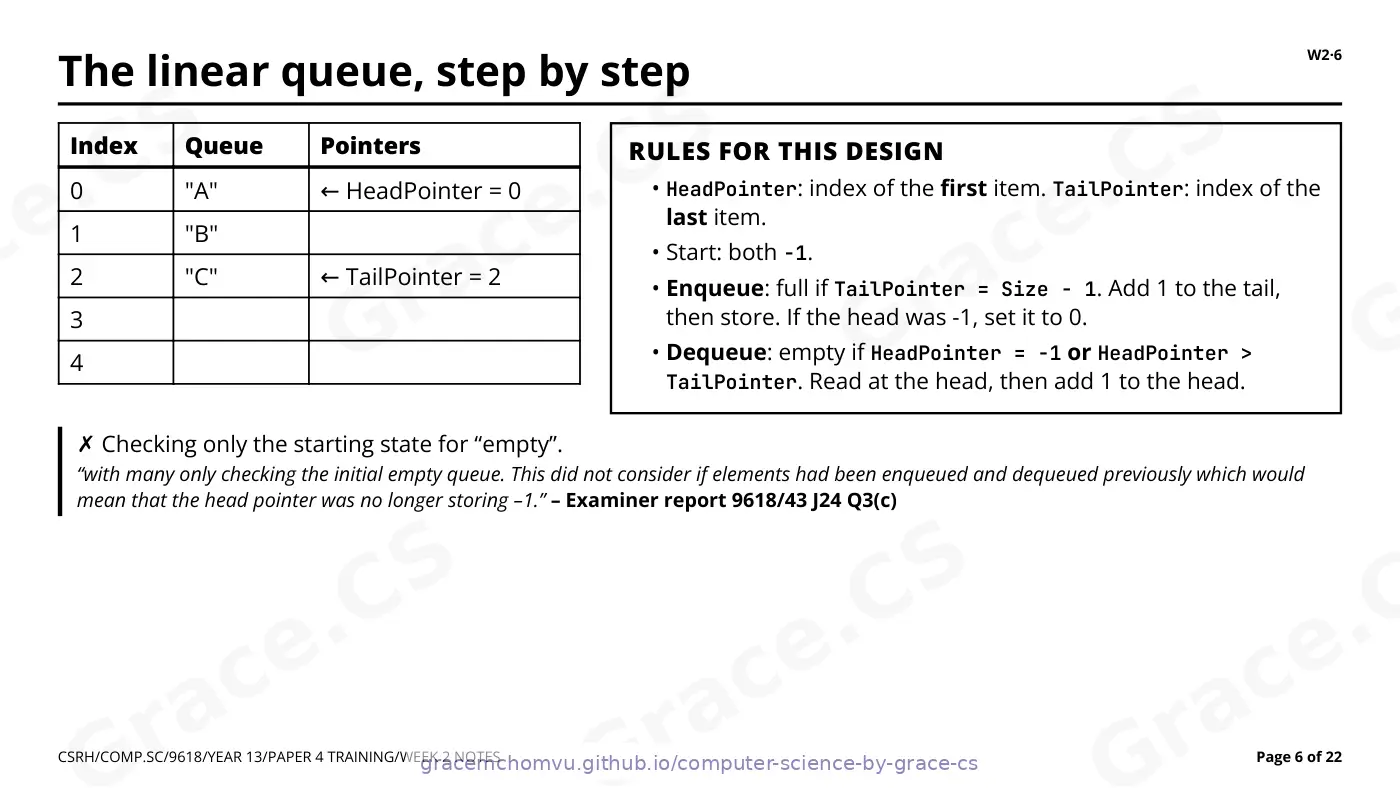 The linear queue, step by step
W2·6
Index Queue Pointers
0 "A" ← HeadPointer = 0
1 "B"
2 "C" ← TailPointer = 2
3
4
RULES FOR THIS DESIGN
• HeadPointer: index of the first item. TailPointer: index of the
last item.
• Start: both -1.
• Enqueue: full if TailPointer = Size - 1. Add 1 to the tail,
then store. If the head was -1, set it to 0.
• Dequeue: empty if HeadPointer = -1 or HeadPointer >
TailPointer. Read at the head, then add 1 to the head.
✗ Checking only the starting state for “empty”.
“with many only checking the initial empty queue. This did not consider if elements had been enqueued and dequeued previously which would
mean that the head pointer was no longer storing –1.” – Examiner report 9618/43 J24 Q3(c)
Grace.CS
CSRH/COMP.SC/9618/YEAR 13/PAPER 4 TRAINING/WEEK 2 NOTES
gracemchomvu.github.io/computer-science-by-grace-cs
Page 6 of 22